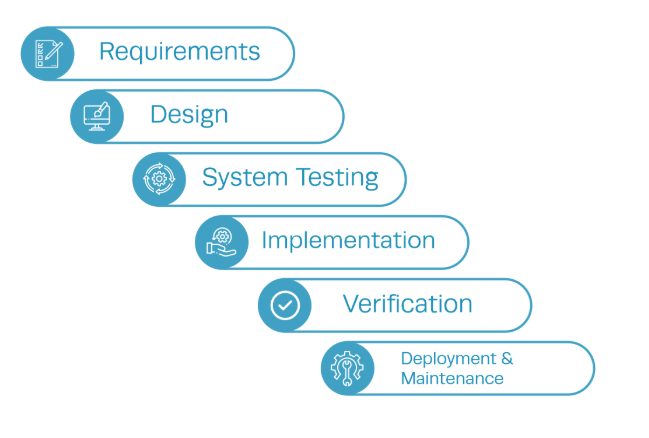 Requirements
Design
System Testing
Implementation
Verification
Deployment &
Maintenance